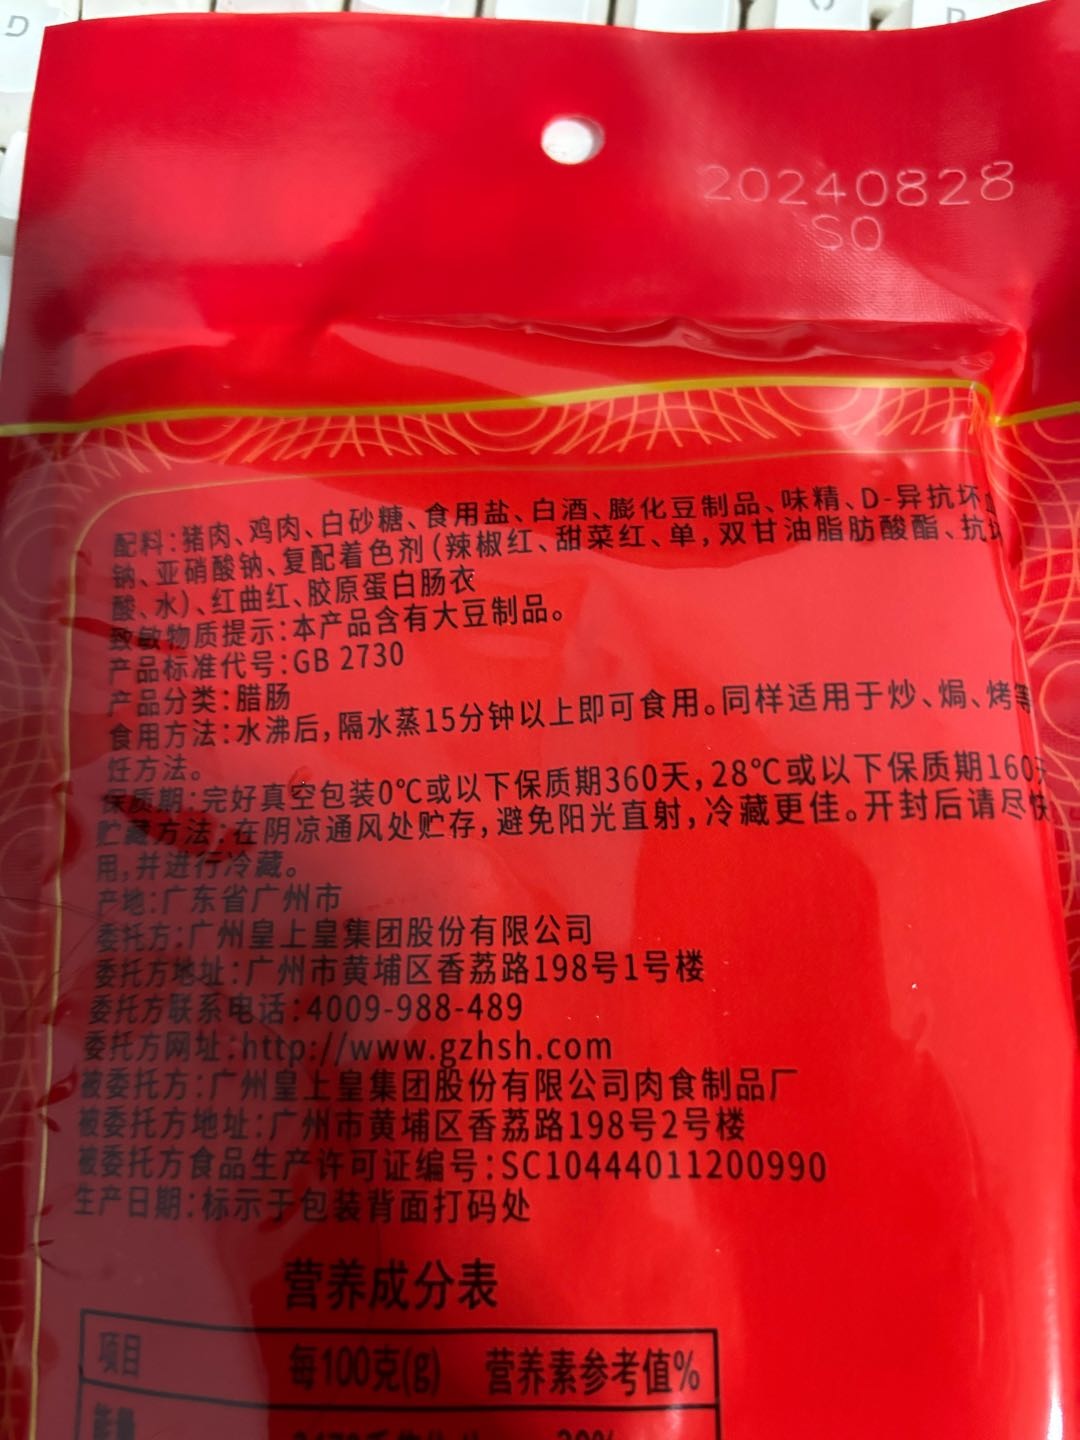 20240828
SO
配料:猪肉、鸡肉、白砂糖、食用盐、白酒、膨化豆制品、味精、D-异抗坏血
钠、亚硝酸钠、复配着色剂(辣椒红、甜菜红、单,双甘油脂肪酸酯、抗坏
酸、水)、红曲红、胶原蛋白肠衣
致敏物质提示:本产品含有大豆制品。
产品标准代号:GB 2730
产品分类:腊肠
食用方法:水沸后,隔水蒸15分钟以上即可食用。同样适用于炒、焗、烤等
饪方法。
保质期:完好真空包装0℃或以下保质期360天,28℃或以下保质期160天
贮藏方法:在阴凉通风处贮存,避免阳光直射,冷藏更佳。开封后请尽快
用,并进行冷藏。
产地:广东省广州市
委托方:广州皇上皇集团股份有限公司
委托方地址:广州市黄埔区香荔路198号1号楼
委托方联系电话:4009-988-489
委托方网址:http://www.gzhsh.com
被委托方:广州皇上皇集团股份有限公司肉食制品厂
被委托方地址:广州市黄埔区香荔路198号2号楼
被委托方食品生产许可证编号:SC10444011200990
生产日期:标示于包装背面打码处
营养成分表
项目 每100克(g) 营养素参考值%
能量